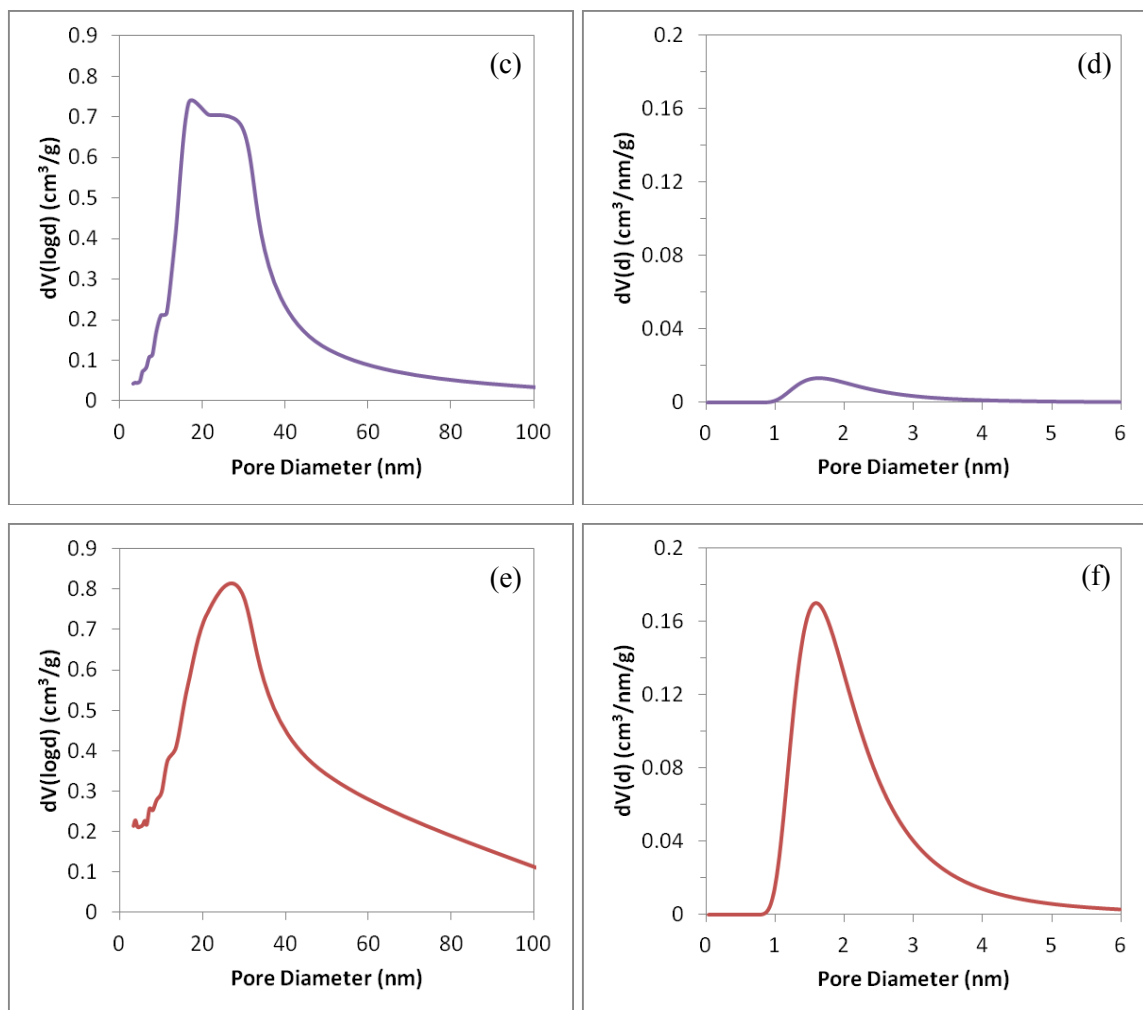 (c)
dV(logd) (cm³/g)
0.9
0.8
0.7
0.6
0.5
0.4
0.3
0.2
0.1
0
0 20 40 60 80 100
Pore Diameter (nm)
(d)
dV(d) (cm³/nm/g)
0.2
0.16
0.12
0.08
0.04
0
0 1 2 3 4 5 6
Pore Diameter (nm)
(e)
dV(logd) (cm³/g)
0.9
0.8
0.7
0.6
0.5
0.4
0.3
0.2
0.1
0
0 20 40 60 80 100
Pore Diameter (nm)
(f)
dV(d) (cm³/nm/g)
0.2
0.16
0.12
0.08
0.04
0
0 1 2 3 4 5 6
Pore Diameter (nm)